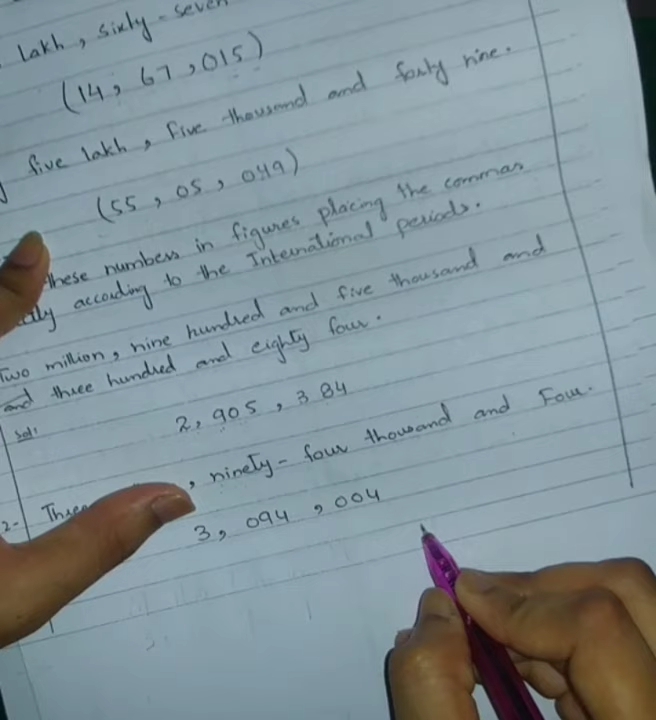 lakh, sixty-seven
(14, 67, 015)
five lakh, Five thousand and forty nine.
(55, 05, 049)
these numbers in figures placing the commas
according to the International periods.
Two million, nine hundred and five thousand and
and three hundred and eighty four.
Sol:
2, 905, 384
2- Three , ninety-four thousand and Four.
3, 094, 004